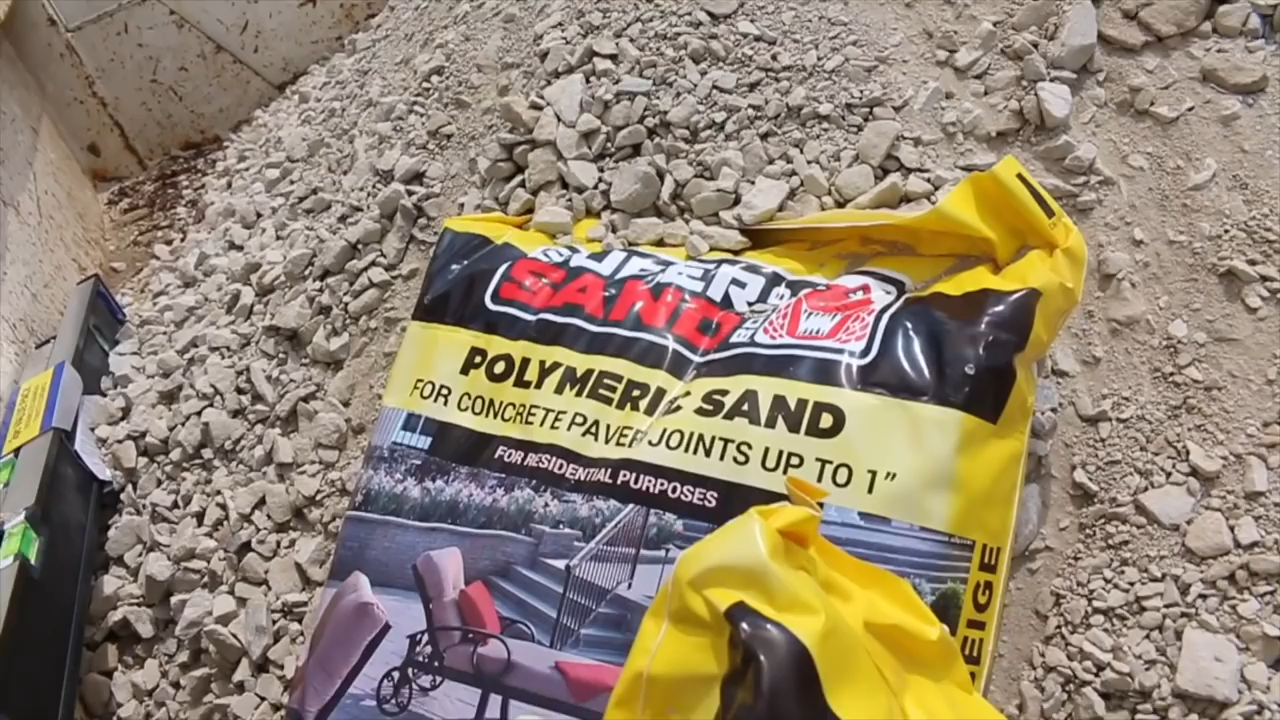 SUPER
SAND
POLYMERIC SAND
FOR CONCRETE PAVER JOINTS UP TO 1”
FOR RESIDENTIAL PURPOSES
EIGE